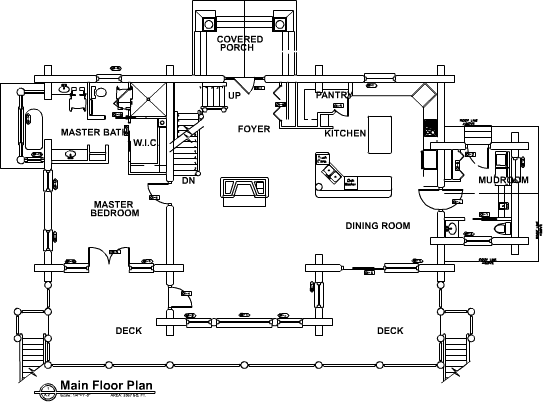 COVERED
PORCH
UP
PANTRY
MASTER BATH
W.I.C.
FOYER
KITCHEN
DN
MUDROOM
MASTER
BEDROOM
DINING ROOM
DECK
DECK
Main Floor Plan